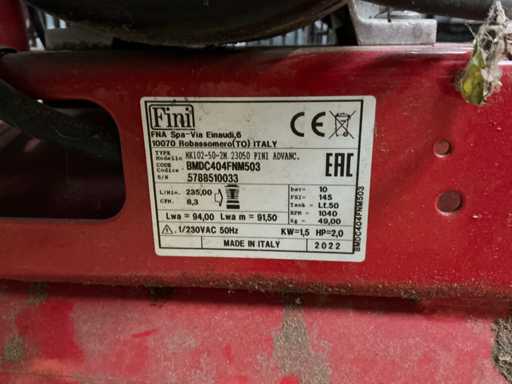 Fini
CE
FNA Spa-Via Einaudi,6
10070 Robassomero(TO) ITALY
TYPE
Modello MK102-50-2M 23050 FINI ADVANC.
CODE
Codice : BMDC404FNM503
S/N 5788510033
EAC
L/Min. 235,00
CFM. 8,3
bar= 10
PSI= 145
Tank = Lt.50
RPM = 1040
Kg = 49,00
Lwa = 94,00 Lwa m = 91,50
1/230VAC 50Hz KW=1,5 HP=2,0
MADE IN ITALY 2022
BMDC404FNM503